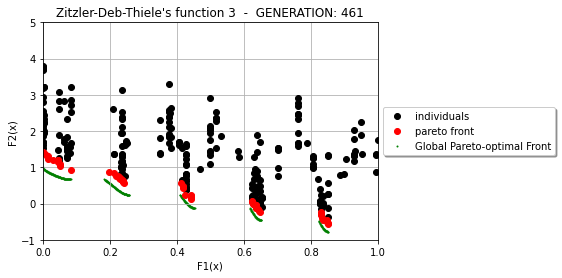 Zitzler-Deb-Thiele's function 3 - GENERATION: 461
5
4
3
2
1
0
−1
F2(x)
0.0 0.2 0.4 0.6 0.8 1.0
F1(x)
individuals
pareto front
Global Pareto-optimal Front